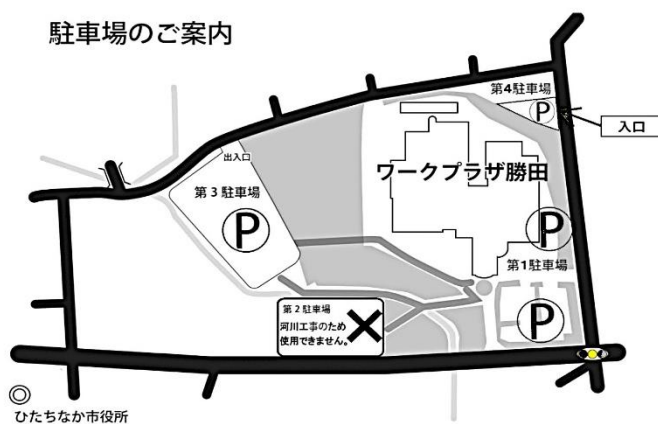 駐車場のご案内
第4駐車場
P
入口
ワークプラザ勝田
出入口
第3駐車場
P
P
第1駐車場
P
第2駐車場
河川工事のため
使用できません。
ひたちなか市役所